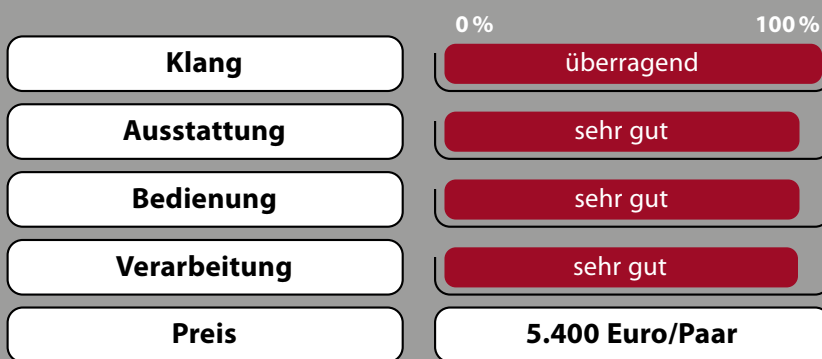 0 % 100 %
Klang überragend
Ausstattung sehr gut
Bedienung sehr gut
Verarbeitung sehr gut
Preis 5.400 Euro/Paar